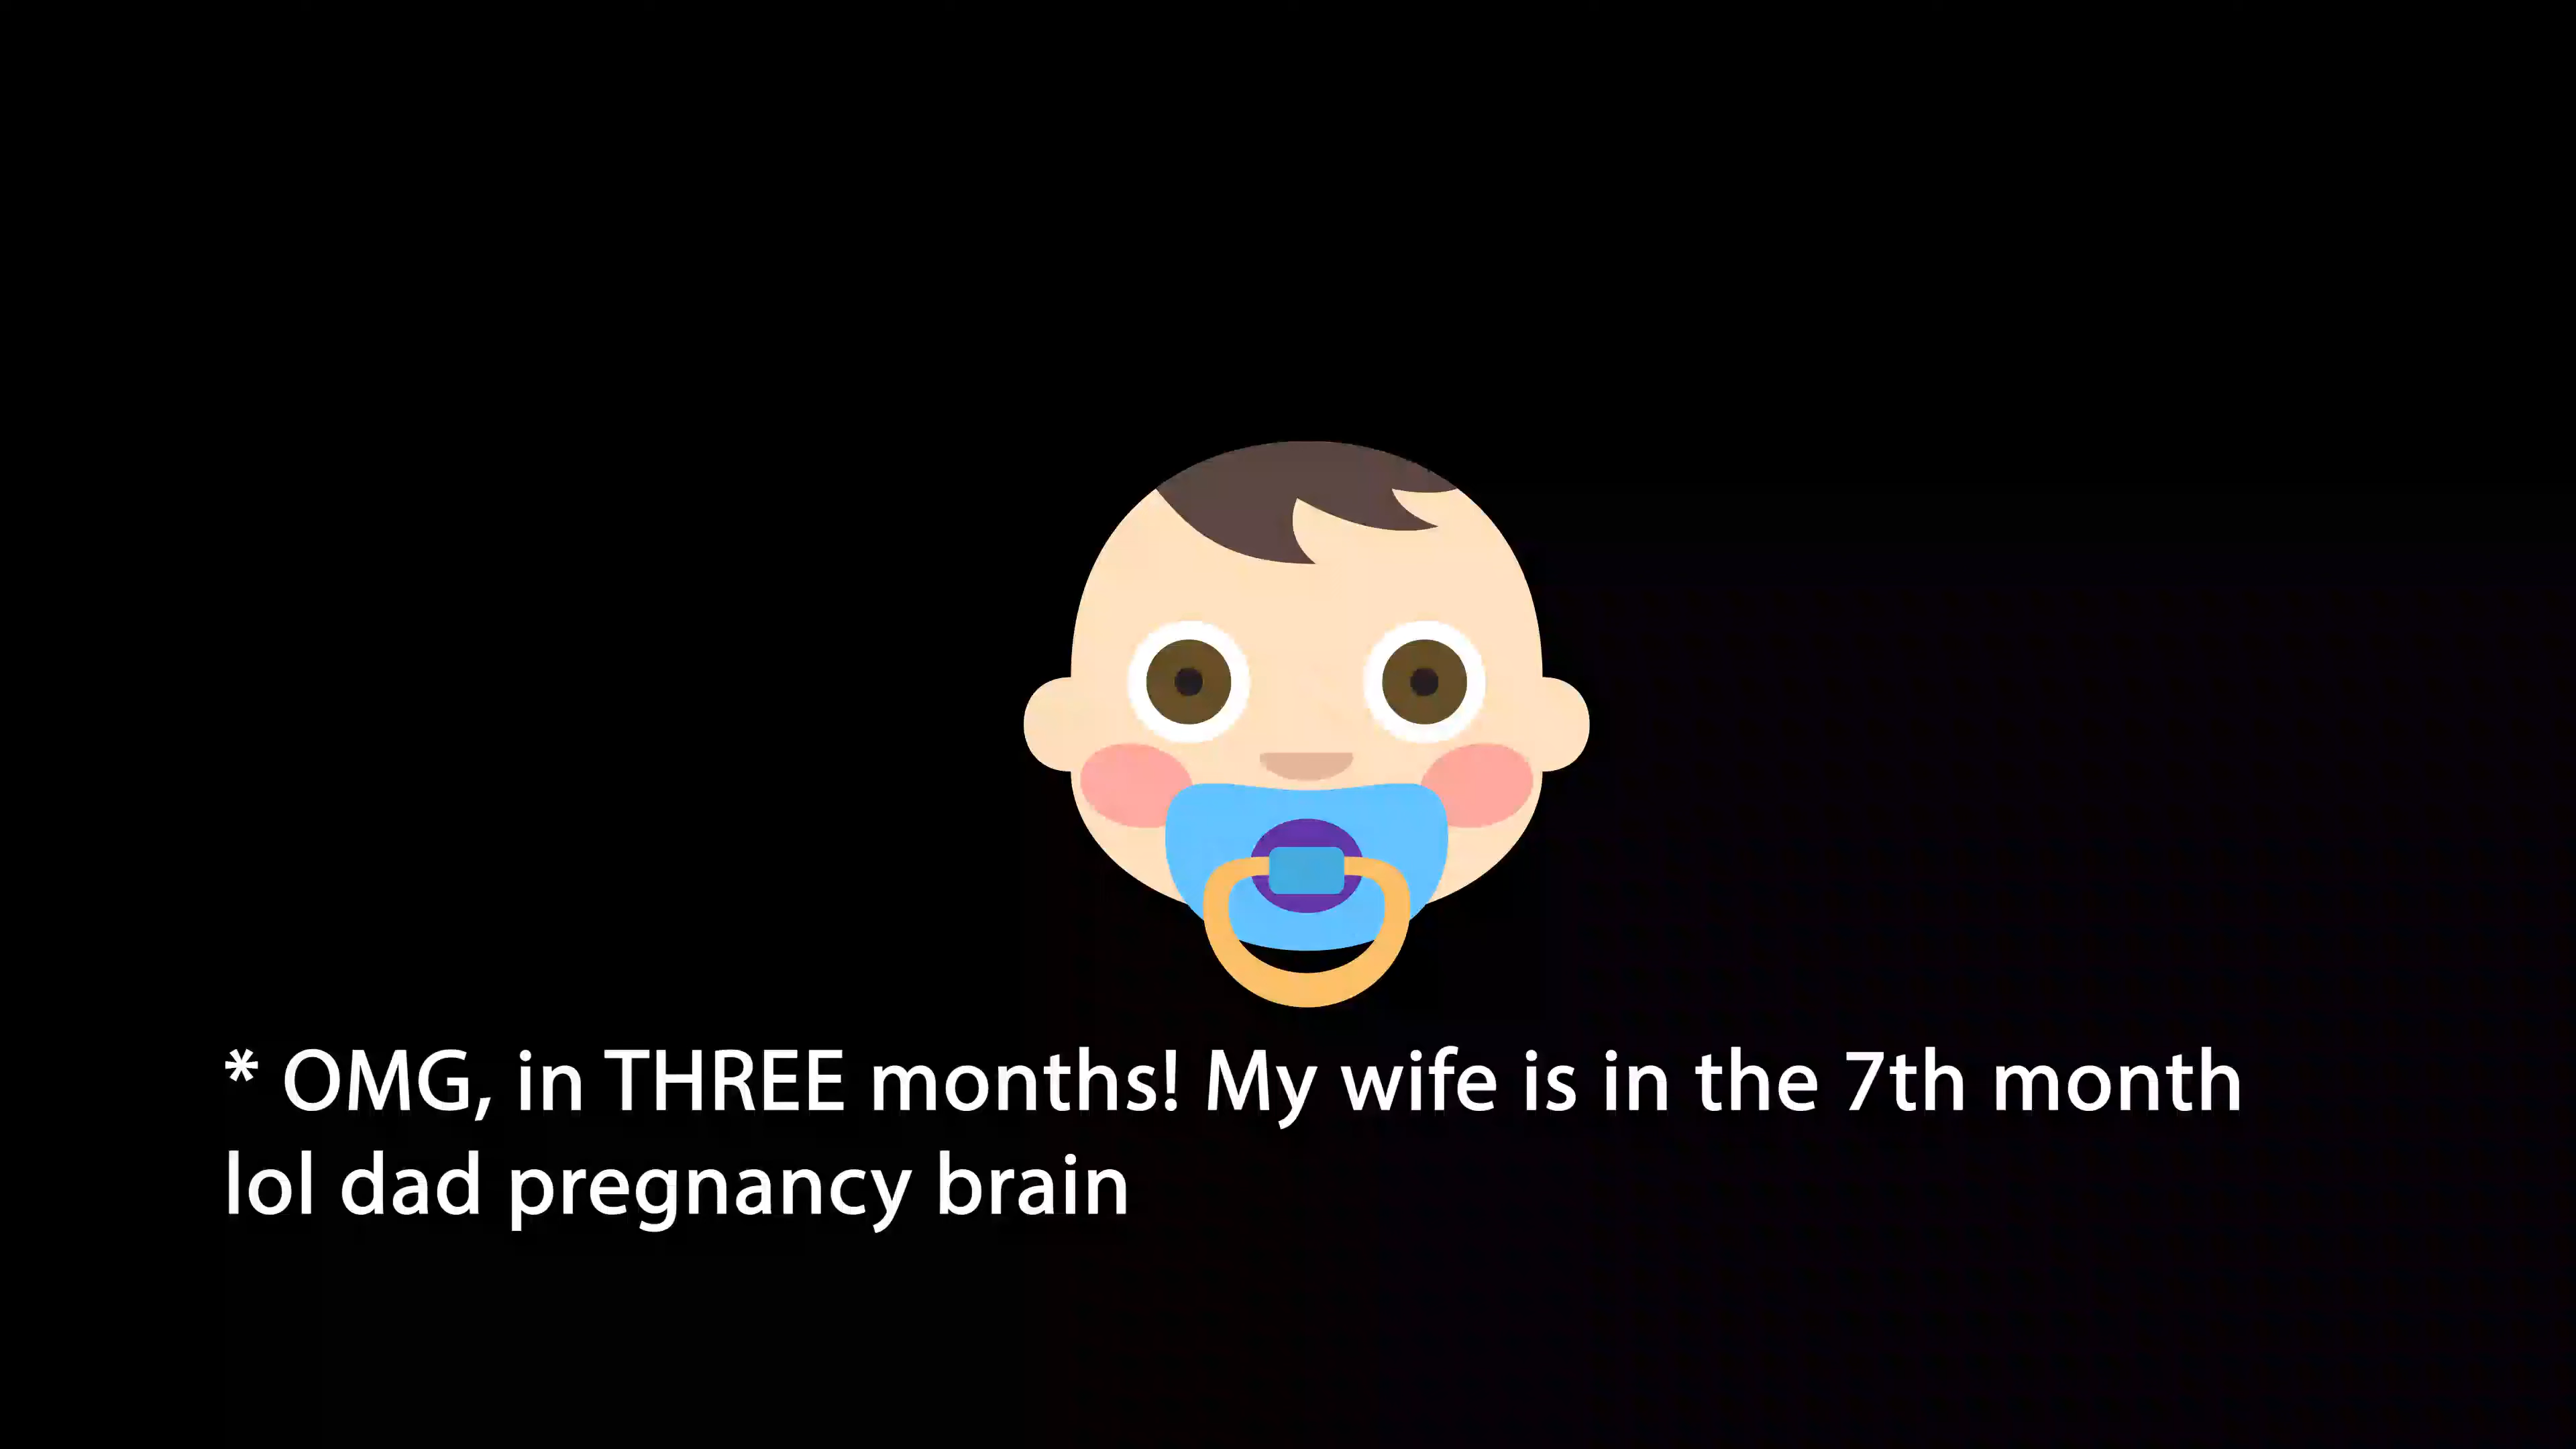 * OMG, in THREE months! My wife is in the 7th month
lol dad pregnancy brain